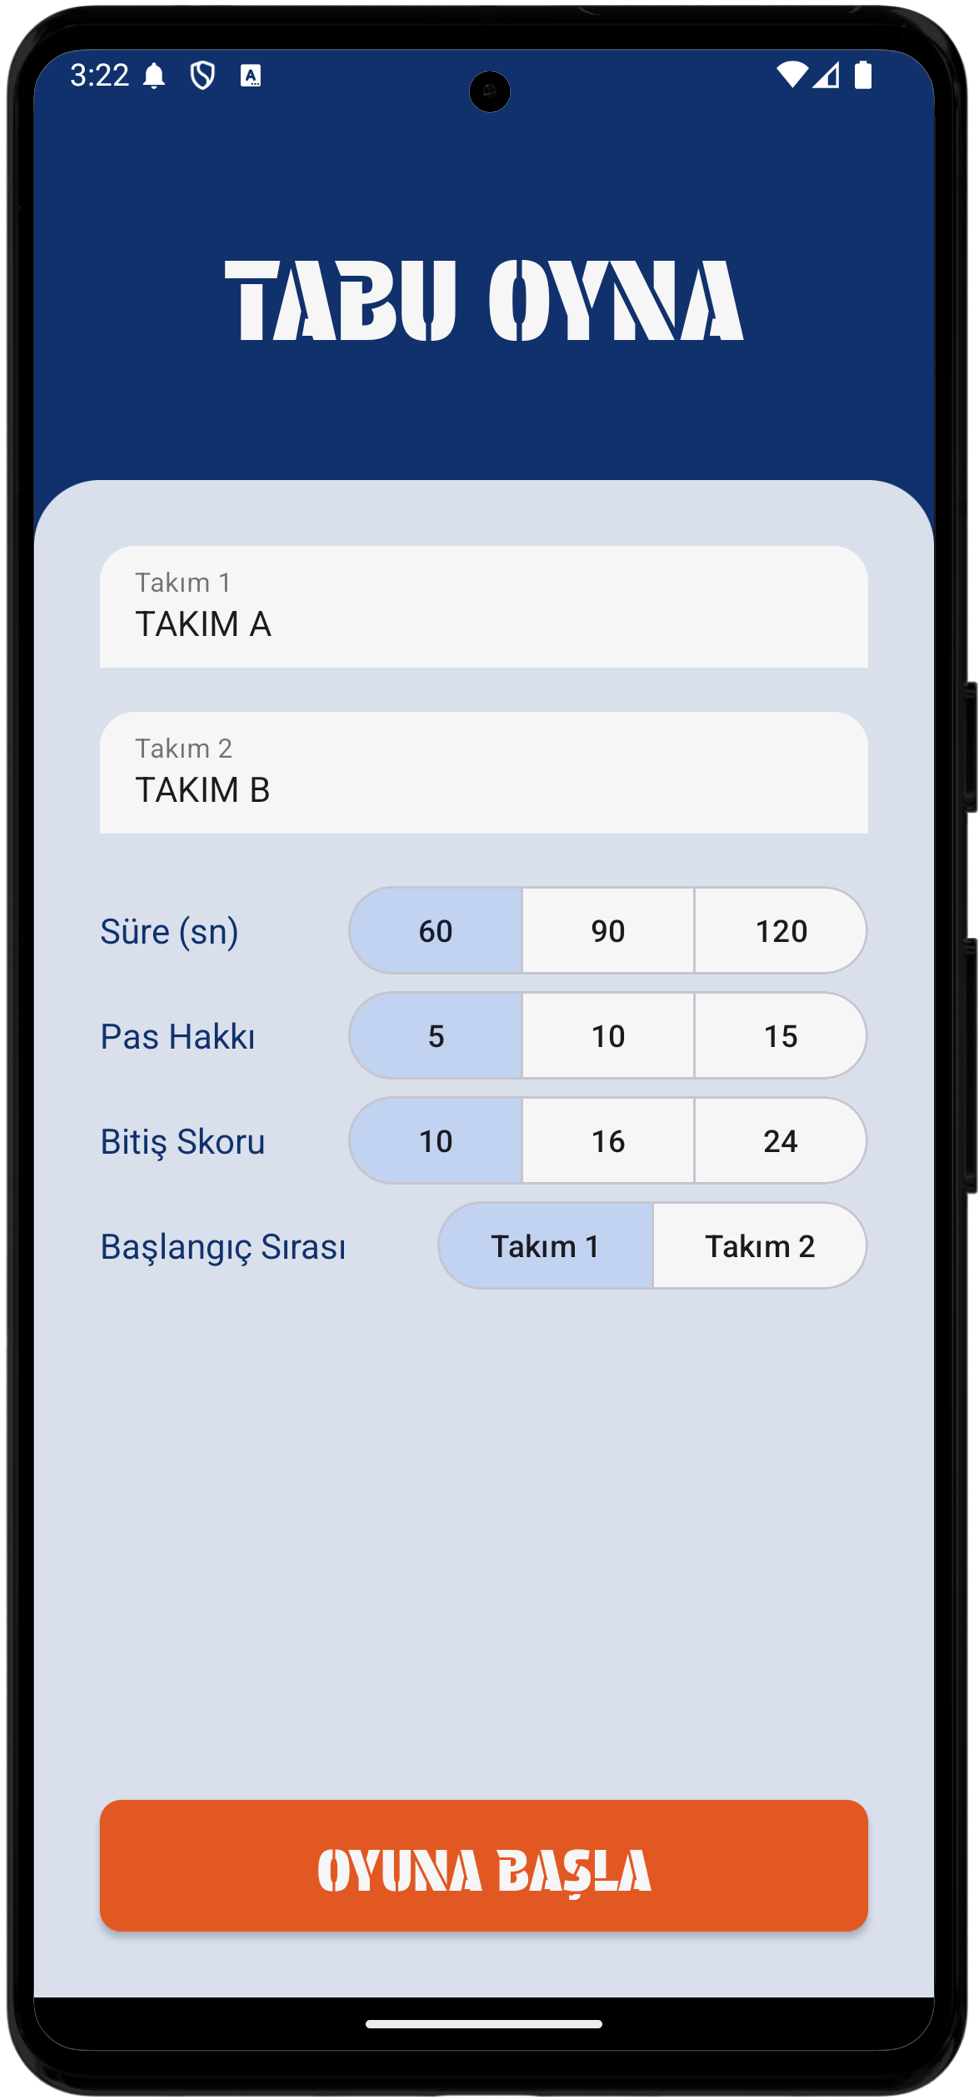 3:22
TABU OYNA
Takım 1
TAKIM A
Takım 2
TAKIM B
Süre (sn) 60 90 120
Pas Hakkı 5 10 15
Bitiş Skoru 10 16 24
Başlangıç Sırası Takım 1 Takım 2
OYUNA BAŞLA